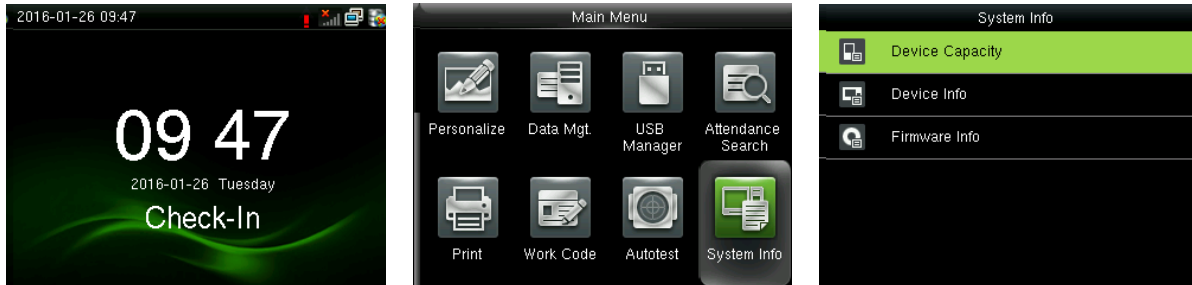 2016-01-26 09:47
09 47
2016-01-26 Tuesday
Check-In
Main Menu
Personalize
Data Mgt.
USB
Manager
Attendance
Search
Print
Work Code
Autotest
System Info
System Info
Device Capacity
Device Info
Firmware Info